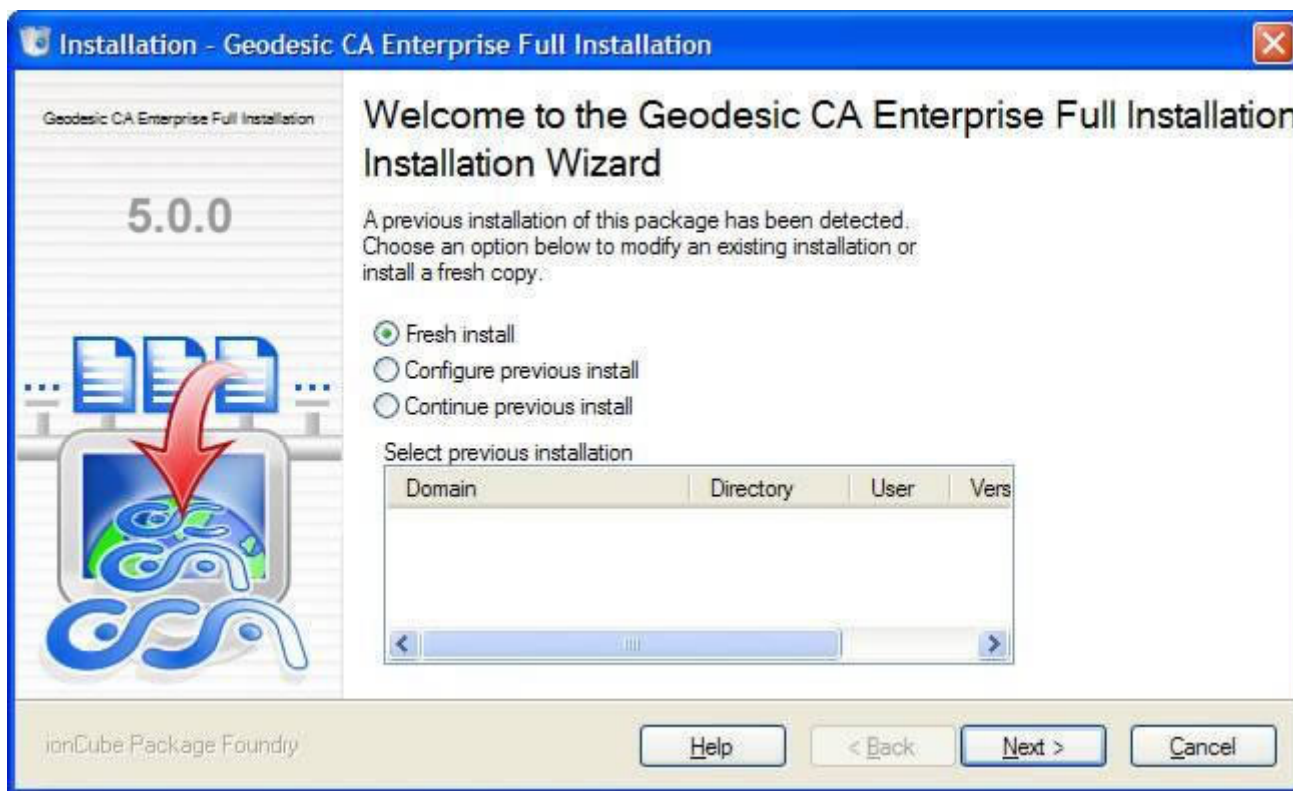 Installation - Geodesic CA Enterprise Full Installation
Geodesic CA Enterprise Full Installation
5.0.0
Welcome to the Geodesic CA Enterprise Full Installation
Installation Wizard
A previous installation of this package has been detected.
Choose an option below to modify an existing installation or
install a fresh copy.
Fresh install
Configure previous install
Continue previous install
Select previous installation
Domain Directory User Vers
ionCube Package Foundry
Help < Back Next > Cancel